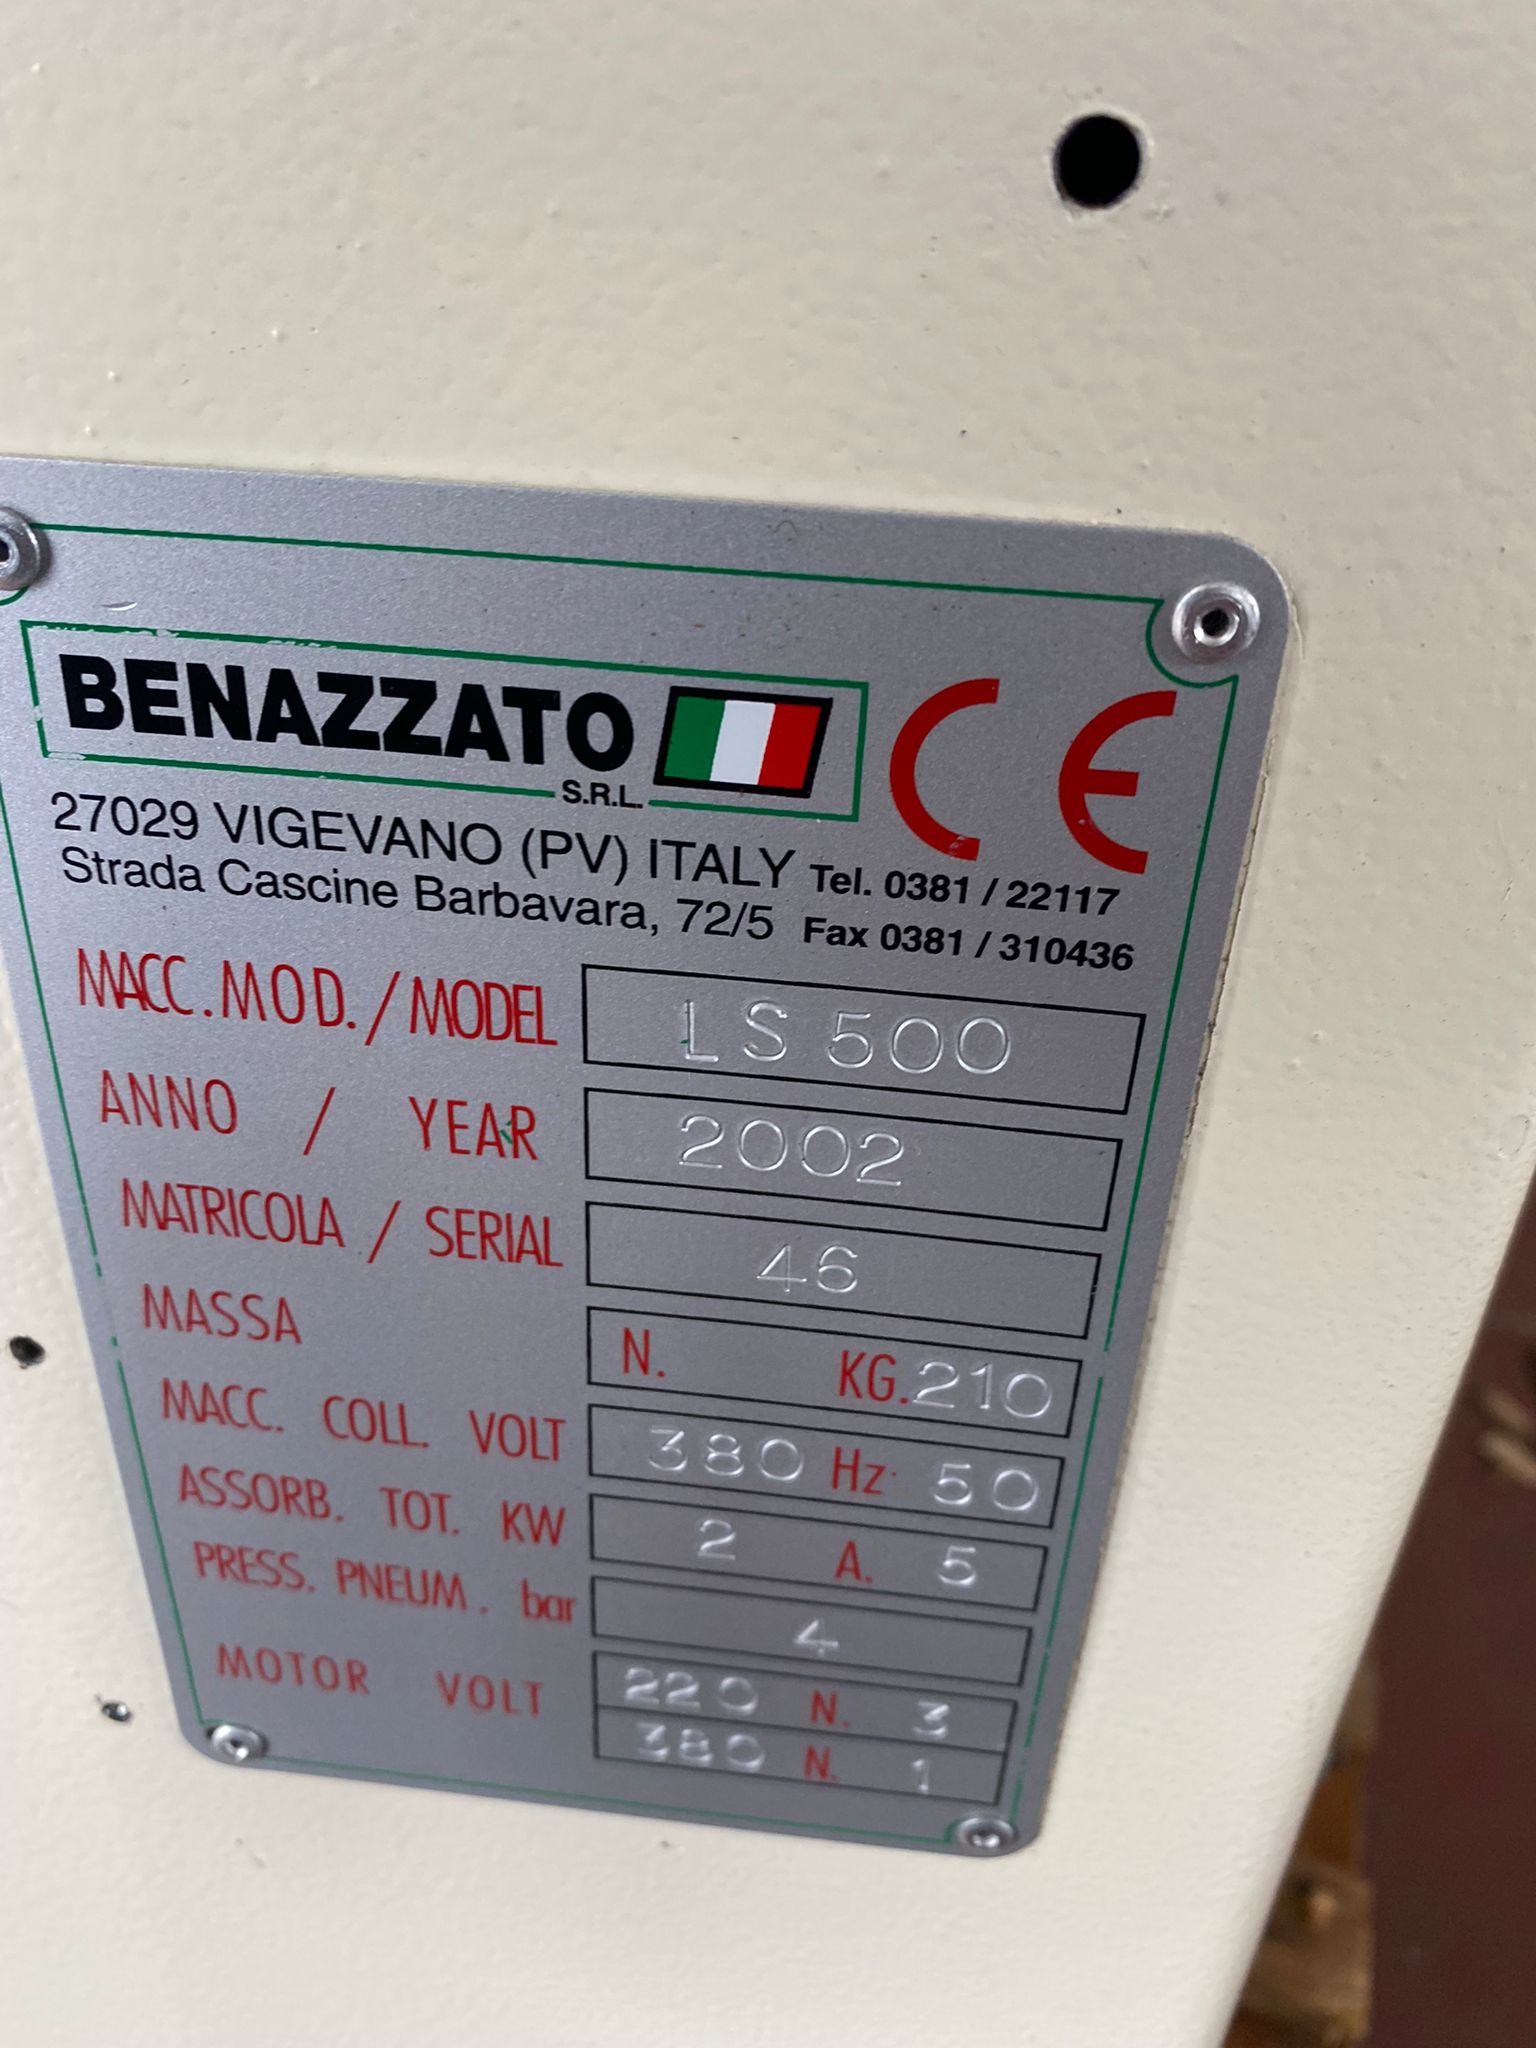 BENAZZATO
S.R.L.
CE
27029 VIGEVANO (PV) ITALY Tel. 0381 / 22117
Strada Cascine Barbavara, 72/5 Fax 0381 / 310436
MACC.MOD./MODEL LS 500
ANNO / YEAR 2002
MATRICOLA / SERIAL 46
MASSA N. KG. 210
MACC. COLL. VOLT 380 Hz 50
ASSORB. TOT. KW 2 A. 5
PRESS. PNEUM. bar 4
MOTOR VOLT 220 N. 3
380 N. 1